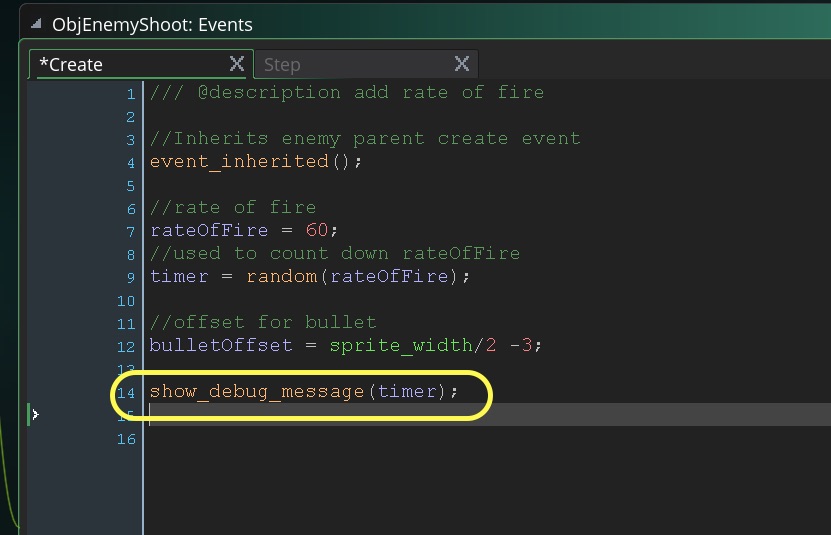 ObjEnemyShoot: Events
*Create
Step
1 /// @description add rate of fire
2
3 //Inherits enemy parent create event
4 event_inherited();
5
6 //rate of fire
7 rateOfFire = 60;
8 //used to count down rateOfFire
9 timer = random(rateOfFire);
10
11 //offset for bullet
12 bulletOffset = sprite_width/2 -3;
13
14 show_debug_message(timer);
15
16